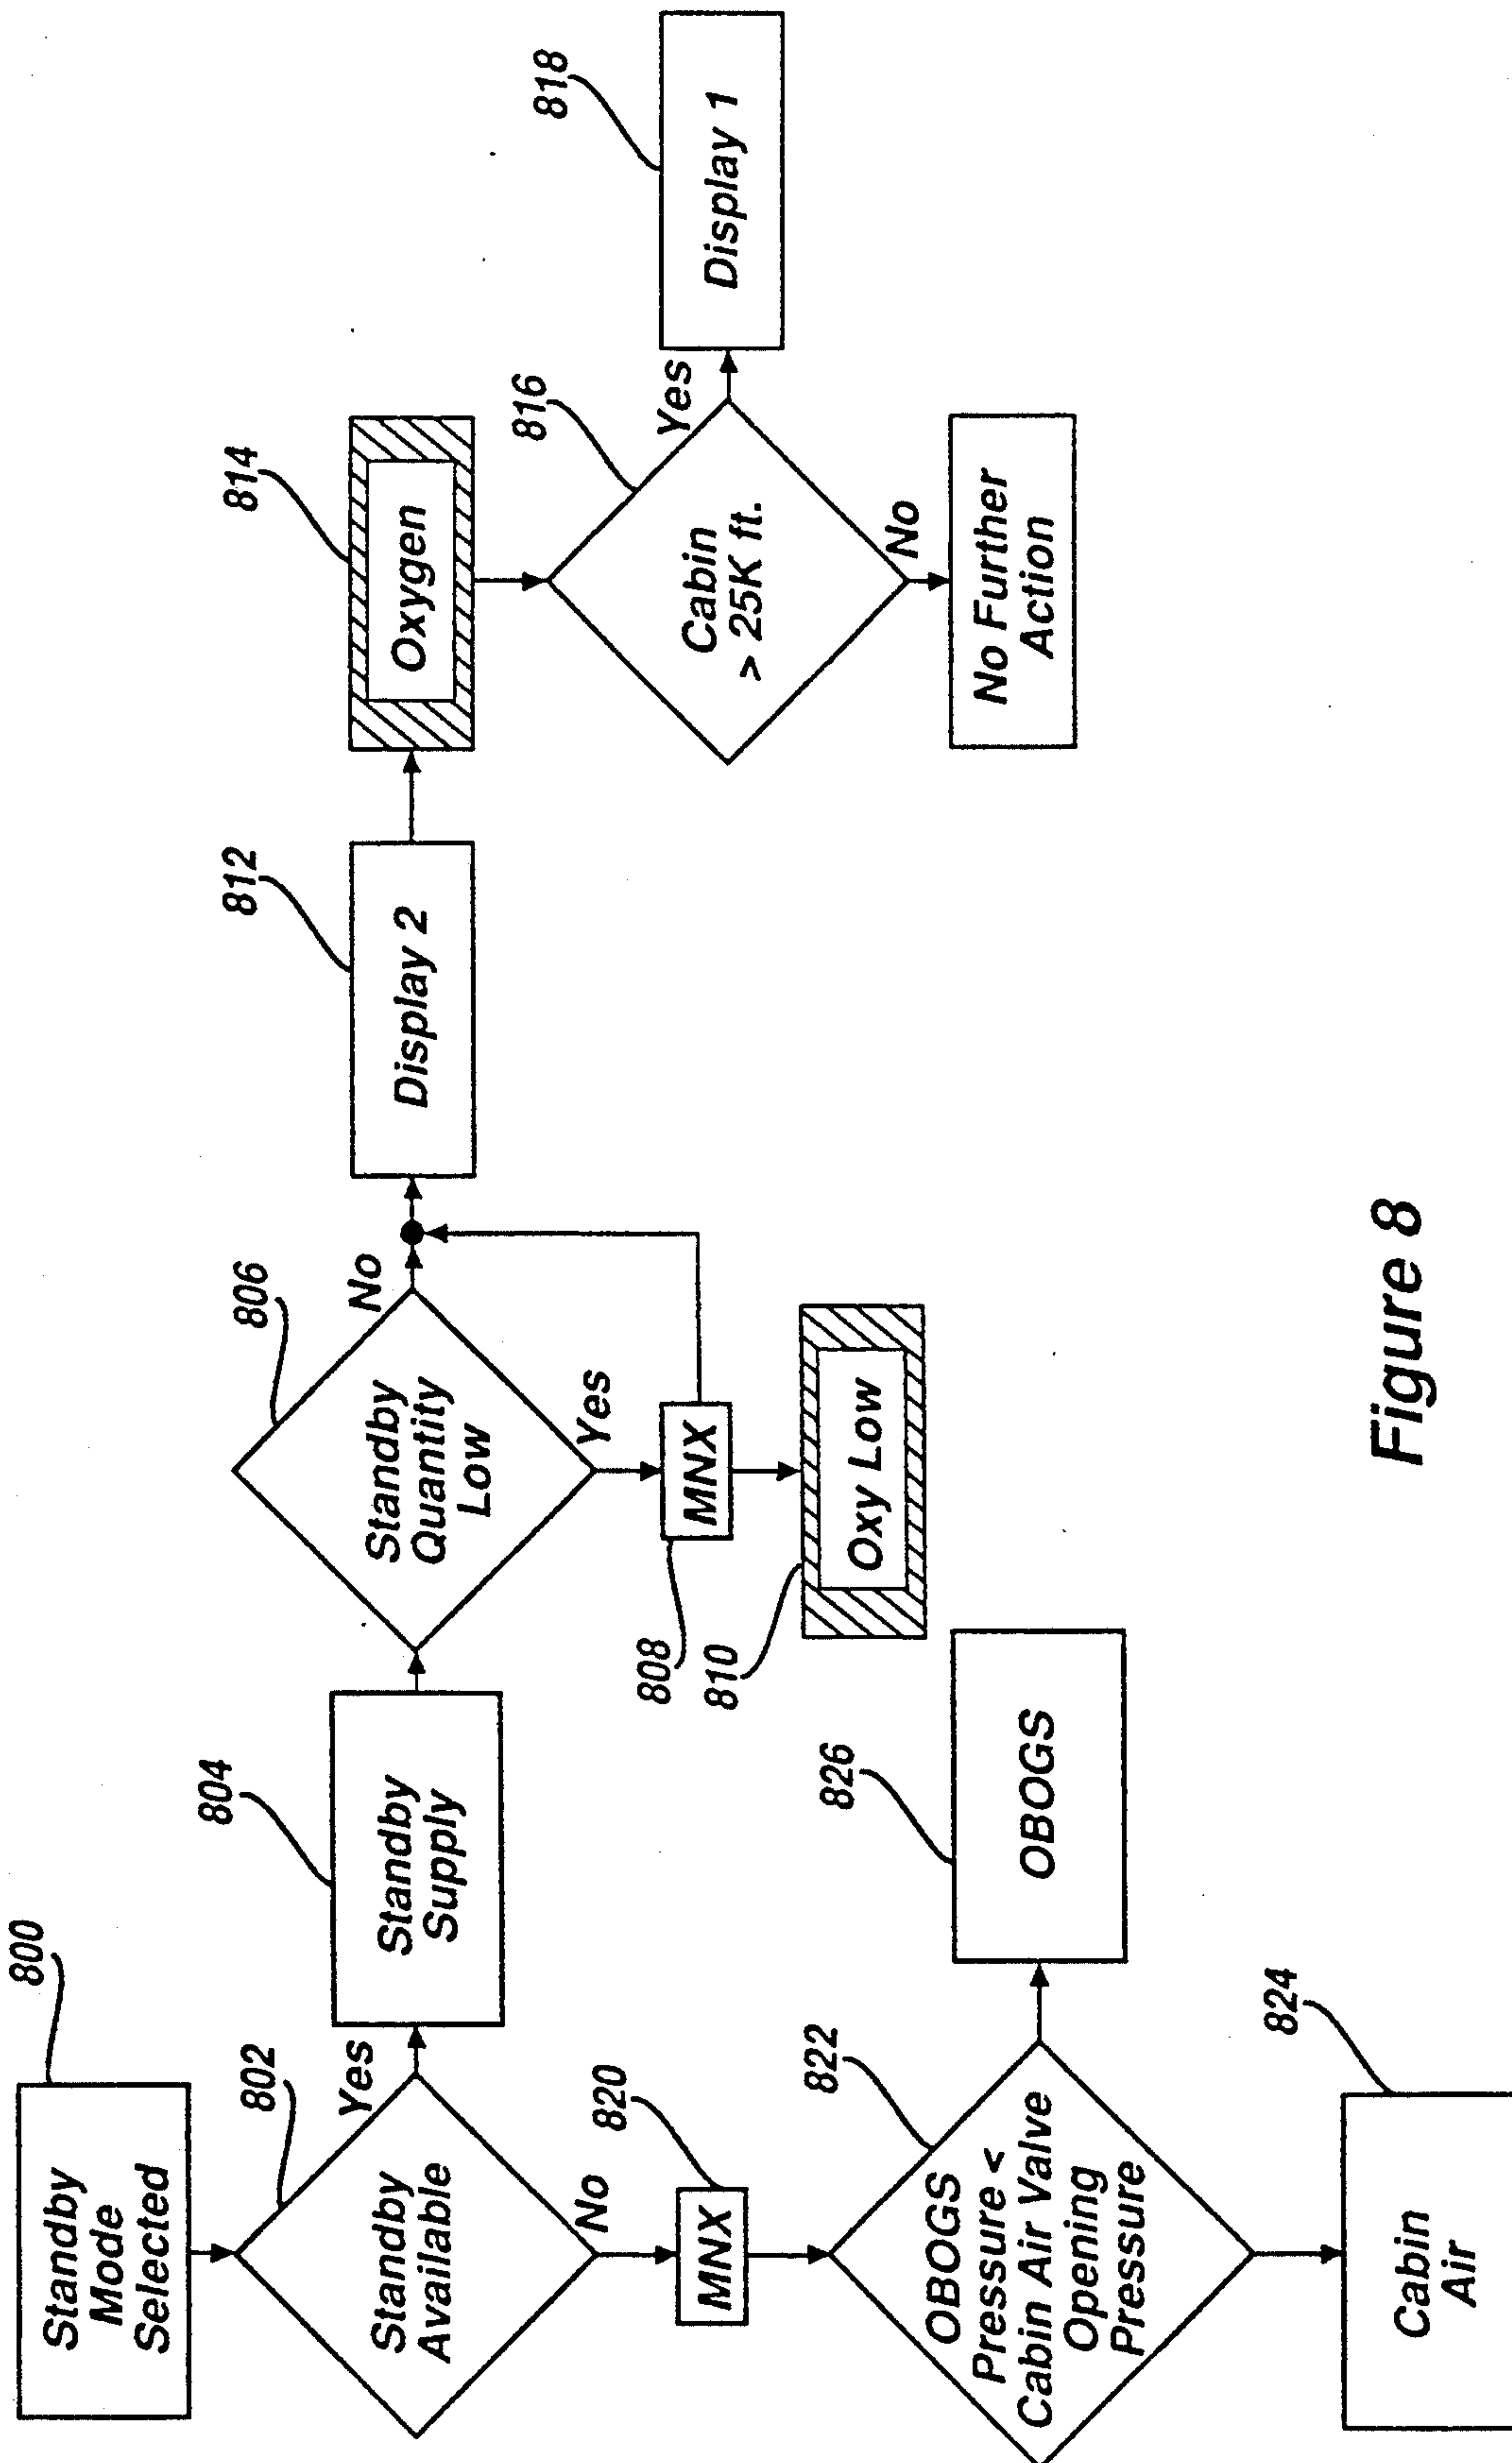 800
Standby
Mode
Selected
802
Standby
Available
Yes
No
804
Standby
Supply
806
Standby
Quantity
Low
No
Yes
808
MNX
810
Oxy Low
812
Display 2
814
Oxygen
816
Cabin
> 25K ft.
Yes
No
818
Display 1
No Further
Action
820
MNX
822
OBOGS
Pressure <
Cabin Air Valve
Opening
Pressure
824
Cabin
Air
826
OBOGS
Figure 8